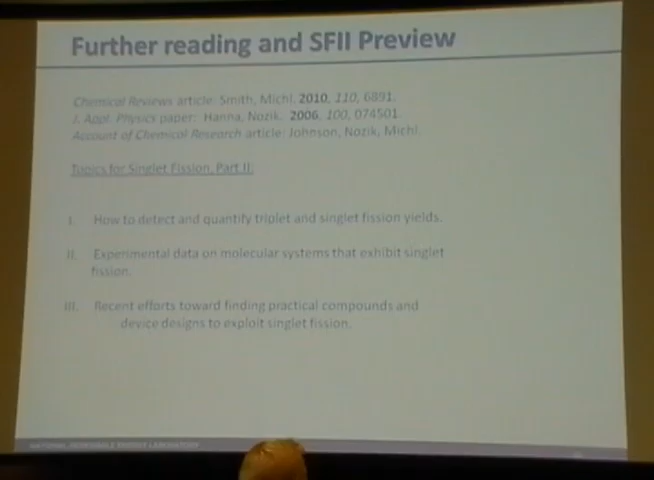 Further reading and SFII Preview
Chemical Reviews article: Smith, Michl, 2010, 110, 6891.
J. Appl. Physics paper: Hanna, Nozik. 2006, 100, 074501.
Account of Chemical Research article: Johnson, Nozik, Michl.
Topics for Singlet Fission, Part II:
I. How to detect and quantify triplet and singlet fission yields.
II. Experimental data on molecular systems that exhibit singlet
fission.
III. Recent efforts toward finding practical compounds and
device designs to exploit singlet fission.
NATIONAL RENEWABLE ENERGY LABORATORY